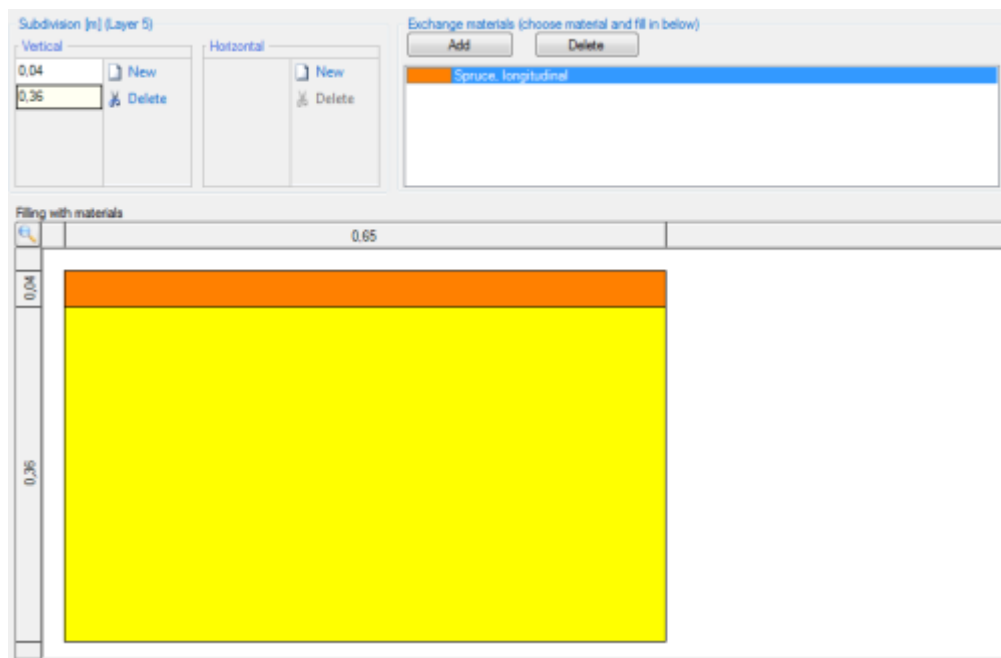 Subdivision [m] (Layer 5)
Vertical
0,04
New
0,36
Delete
Horizontal
New
Delete
Exchange materials (choose material and fill in below)
Add
Delete
Spruce, longitudinal
Filling with materials
0.65
0,04
0,36